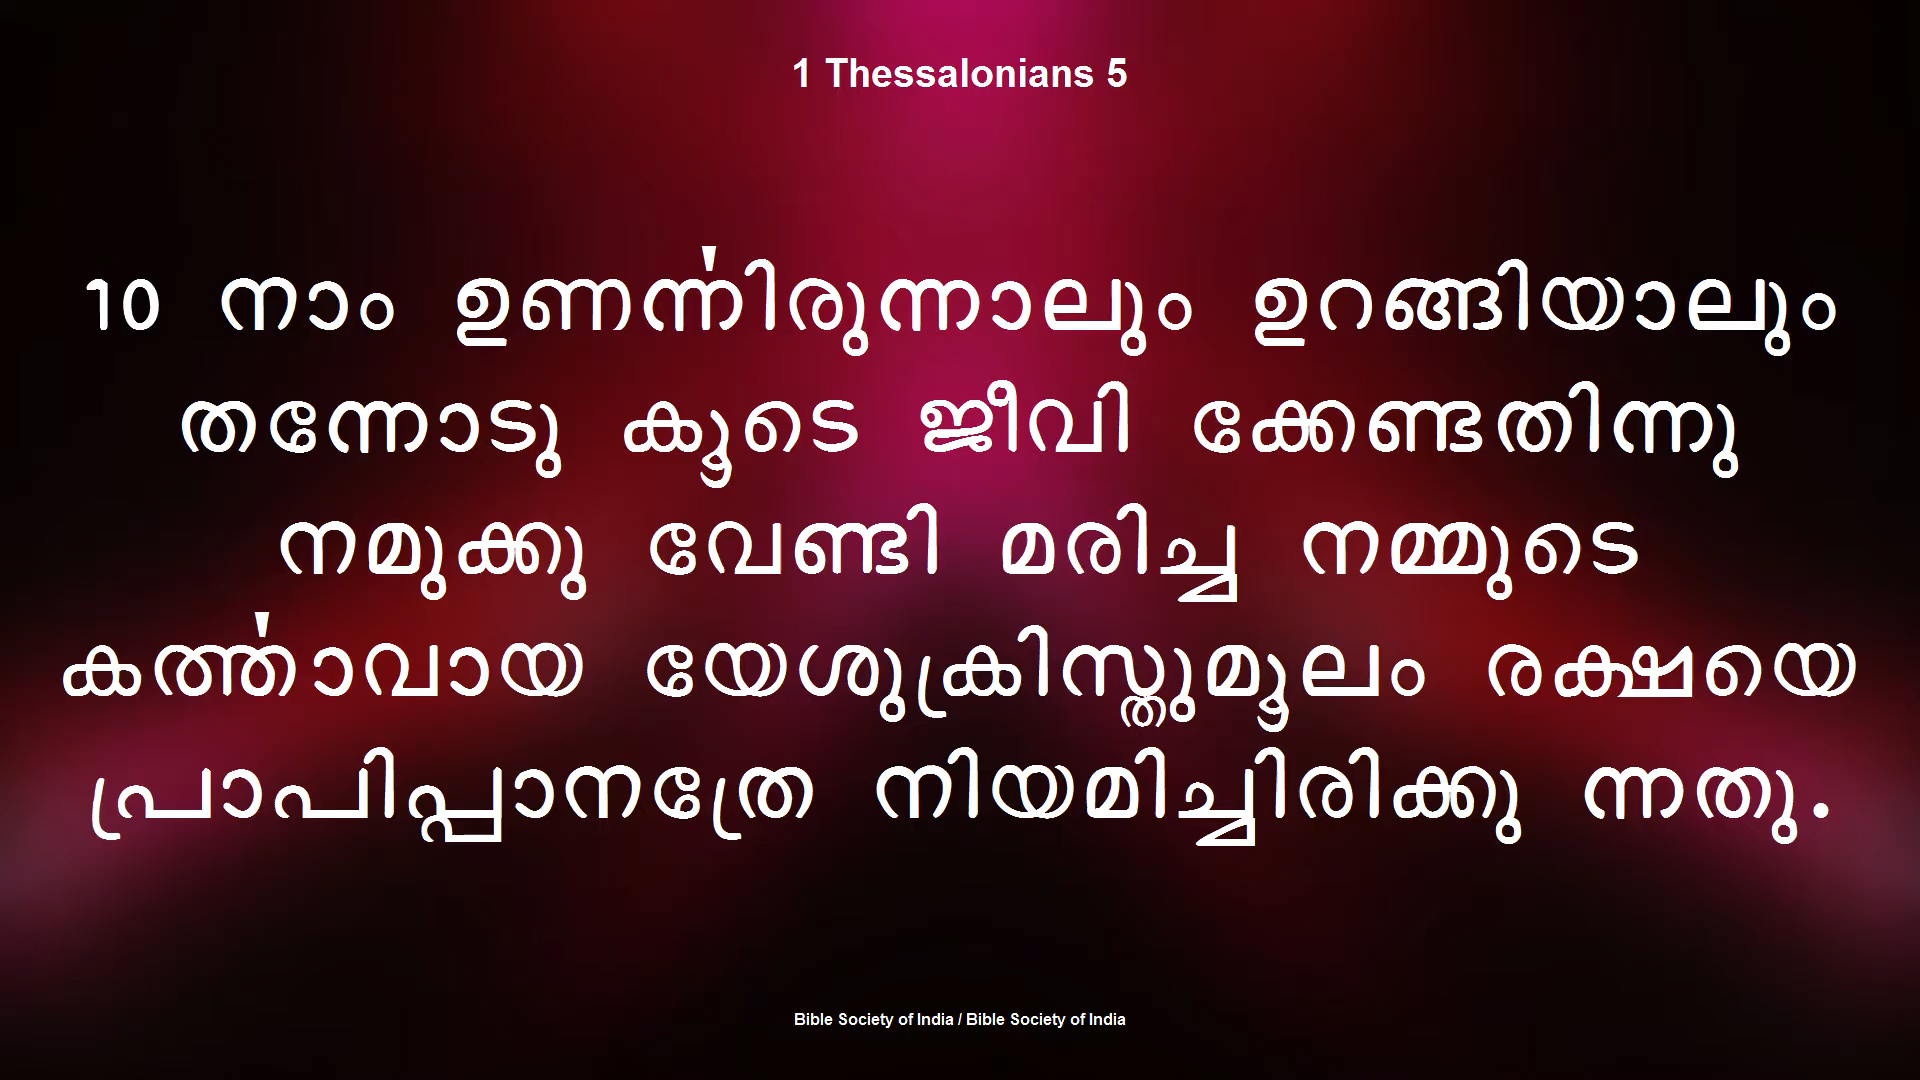 1 Thessalonians 5
10 നാം ഉണൎന്നിരുന്നാലും ഉറങ്ങിയാലും
തന്നോടു കൂടെ ജീവി ക്കേണ്ടതിന്നു
നമുക്കു വേണ്ടി മരിച്ച നമ്മുടെ
കൎത്താവായ യേശുക്രിസ്തുമൂലം രക്ഷയെ
പ്രാപിപ്പാനത്രേ നിയമിച്ചിരിക്കു ന്നതു.
Bible Society of India / Bible Society of India